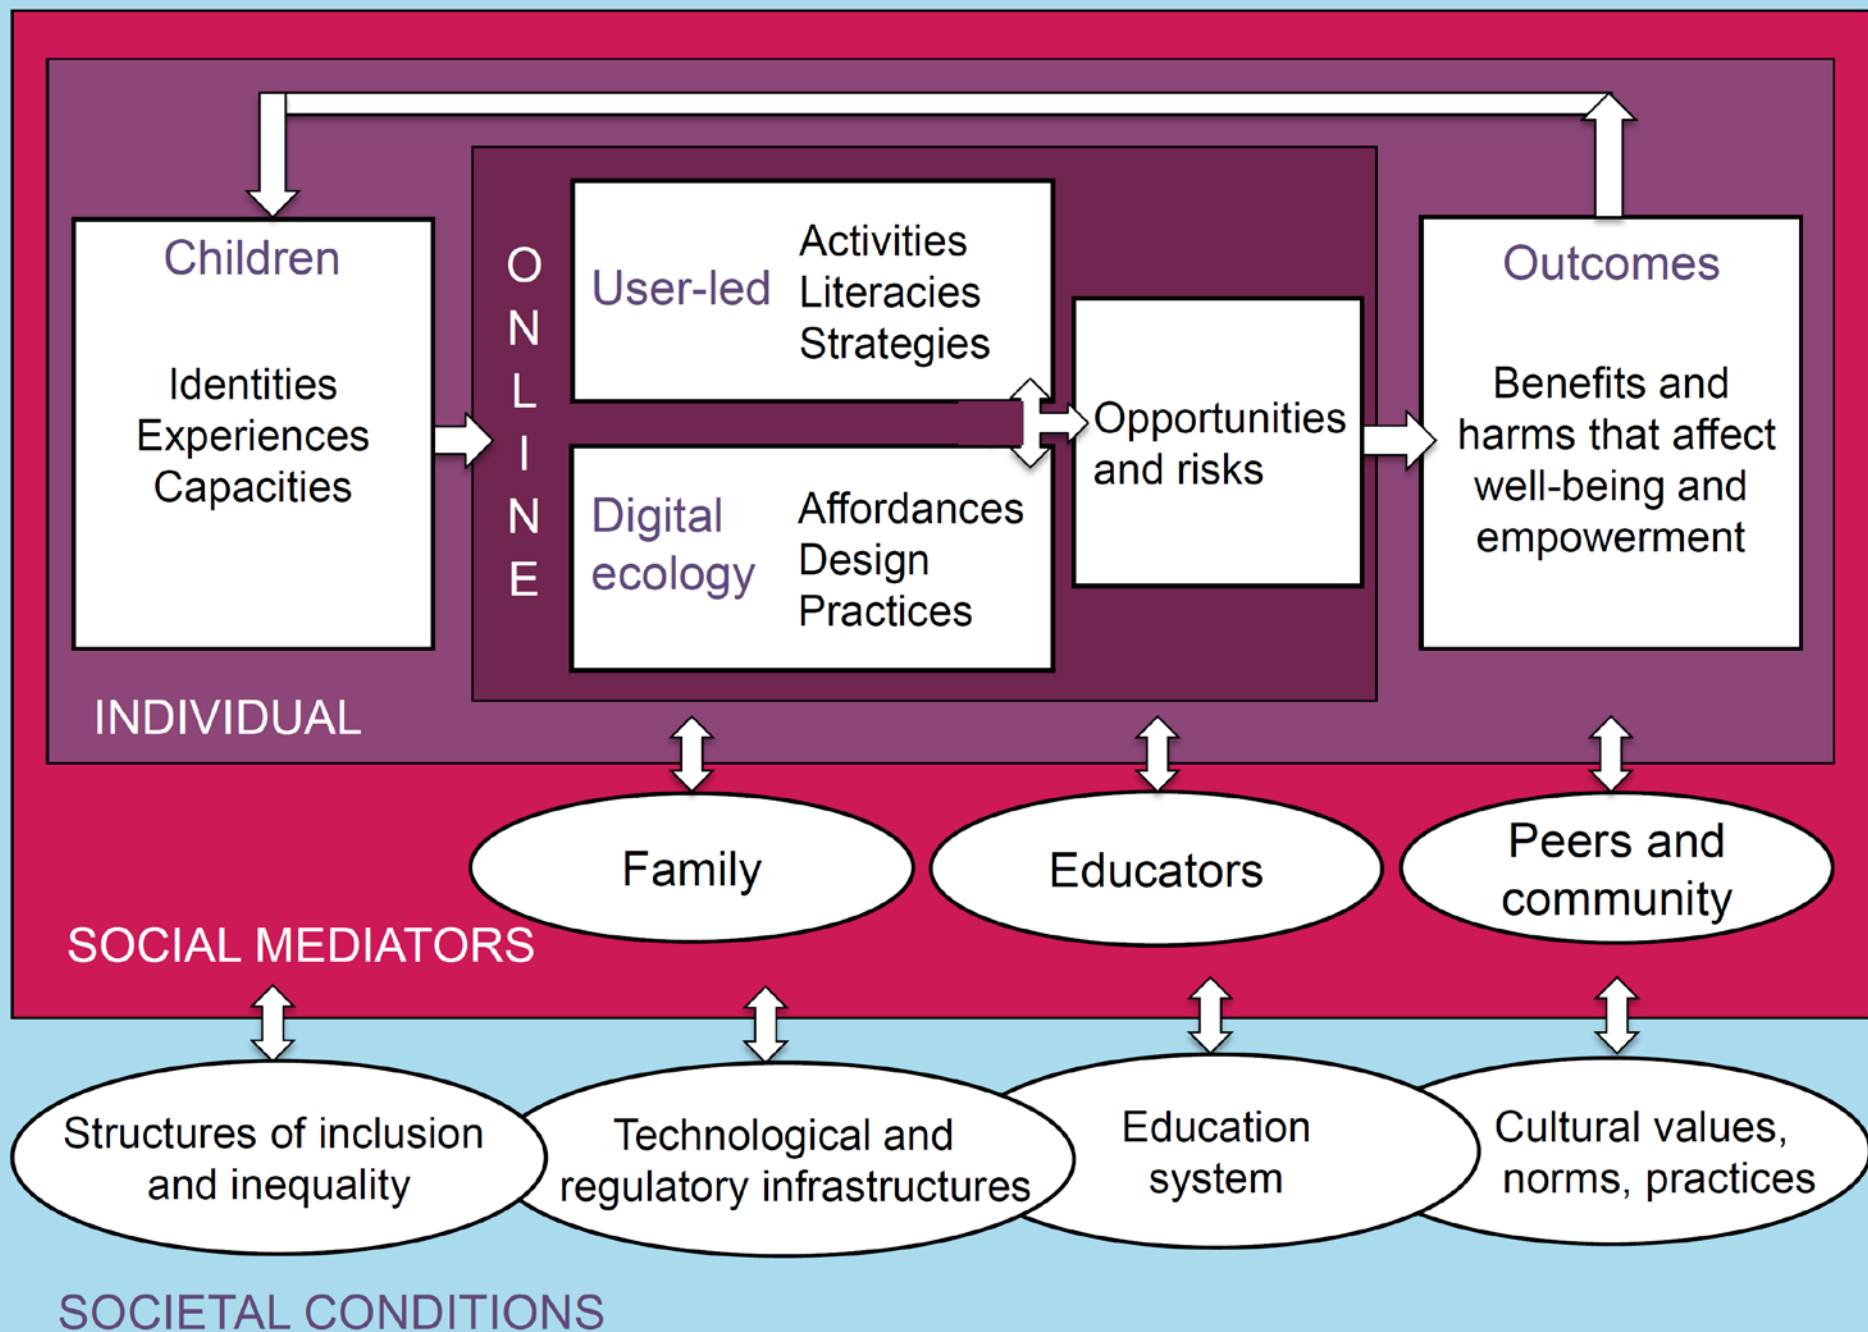 Children
Identities
Experiences
Capacities
ONLINE
User-led
Activities
Literacies
Strategies
Digital
ecology
Affordances
Design
Practices
Opportunities
and risks
Outcomes
Benefits and
harms that affect
well-being and
empowerment
INDIVIDUAL
Family
Educators
Peers and
community
SOCIAL MEDIATORS
Structures of inclusion
and inequality
Technological and
regulatory infrastructures
Education
system
Cultural values,
norms, practices
SOCIETAL CONDITIONS